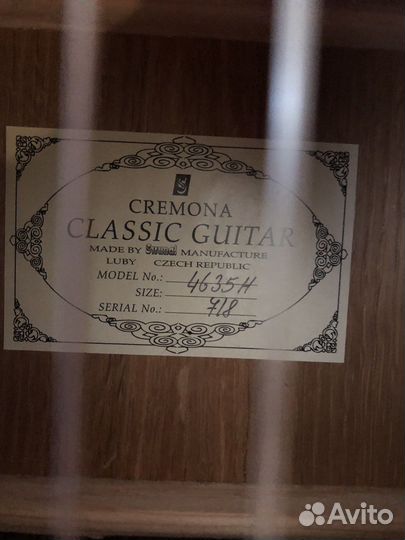 CREMONA
CLASSIC GUITAR
MADE BY Strunal MANUFACTURE
LUBY CZECH REPUBLIC
MODEL No.: 4635H
SIZE:
SERIAL No.: 718
Avito